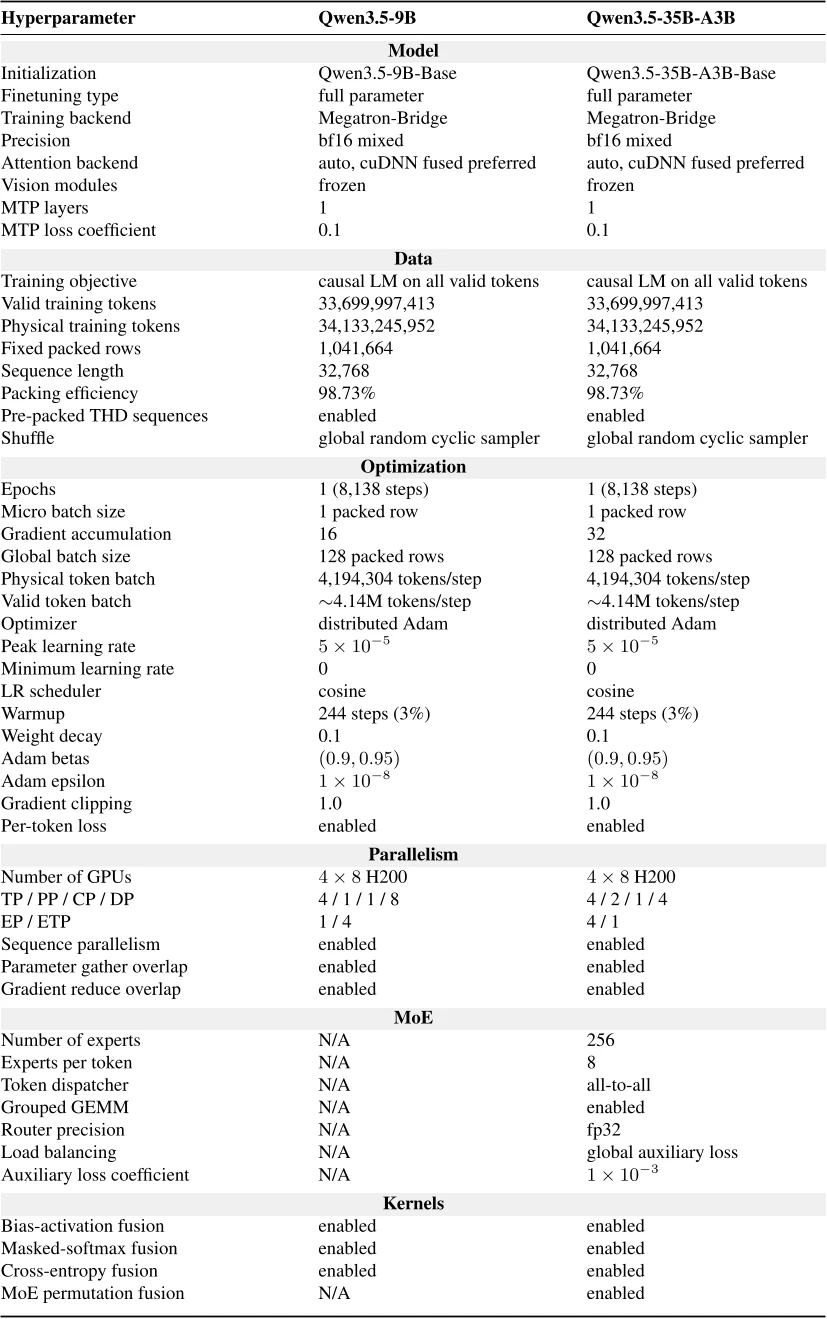 Hyperparameter Qwen3.5-9B Qwen3.5-35B-A3B
Model
Initialization Qwen3.5-9B-Base Qwen3.5-35B-A3B-Base
Finetuning type full parameter full parameter
Training backend Megatron-Bridge Megatron-Bridge
Precision bf16 mixed bf16 mixed
Attention backend auto, cuDNN fused preferred auto, cuDNN fused preferred
Vision modules frozen frozen
MTP layers 1 1
MTP loss coefficient 0.1 0.1
Data
Training objective causal LM on all valid tokens causal LM on all valid tokens
Valid training tokens 33,699,997,413 33,699,997,413
Physical training tokens 34,133,245,952 34,133,245,952
Fixed packed rows 1,041,664 1,041,664
Sequence length 32,768 32,768
Packing efficiency 98.73% 98.73%
Pre-packed THD sequences enabled enabled
Shuffle global random cyclic sampler global random cyclic sampler
Optimization
Epochs 1 (8,138 steps) 1 (8,138 steps)
Micro batch size 1 packed row 1 packed row
Gradient accumulation 16 32
Global batch size 128 packed rows 128 packed rows
Physical token batch 4,194,304 tokens/step 4,194,304 tokens/step
Valid token batch ∼4.14M tokens/step ∼4.14M tokens/step
Optimizer distributed Adam distributed Adam
Peak learning rate 5 × 10⁻⁵ 5 × 10⁻⁵
Minimum learning rate 0 0
LR scheduler cosine cosine
Warmup 244 steps (3%) 244 steps (3%)
Weight decay 0.1 0.1
Adam betas (0.9, 0.95) (0.9, 0.95)
Adam epsilon 1 × 10⁻⁸ 1 × 10⁻⁸
Gradient clipping 1.0 1.0
Per-token loss enabled enabled
Parallelism
Number of GPUs 4 × 8 H200 4 × 8 H200
TP / PP / CP / DP 4 / 1 / 1 / 8 4 / 2 / 1 / 4
EP / ETP 1 / 4 4 / 1
Sequence parallelism enabled enabled
Parameter gather overlap enabled enabled
Gradient reduce overlap enabled enabled
MoE
Number of experts N/A 256
Experts per token N/A 8
Token dispatcher N/A all-to-all
Grouped GEMM N/A enabled
Router precision N/A fp32
Load balancing N/A global auxiliary loss
Auxiliary loss coefficient N/A 1 × 10⁻³
Kernels
Bias-activation fusion enabled enabled
Masked-softmax fusion enabled enabled
Cross-entropy fusion enabled enabled
MoE permutation fusion N/A enabled